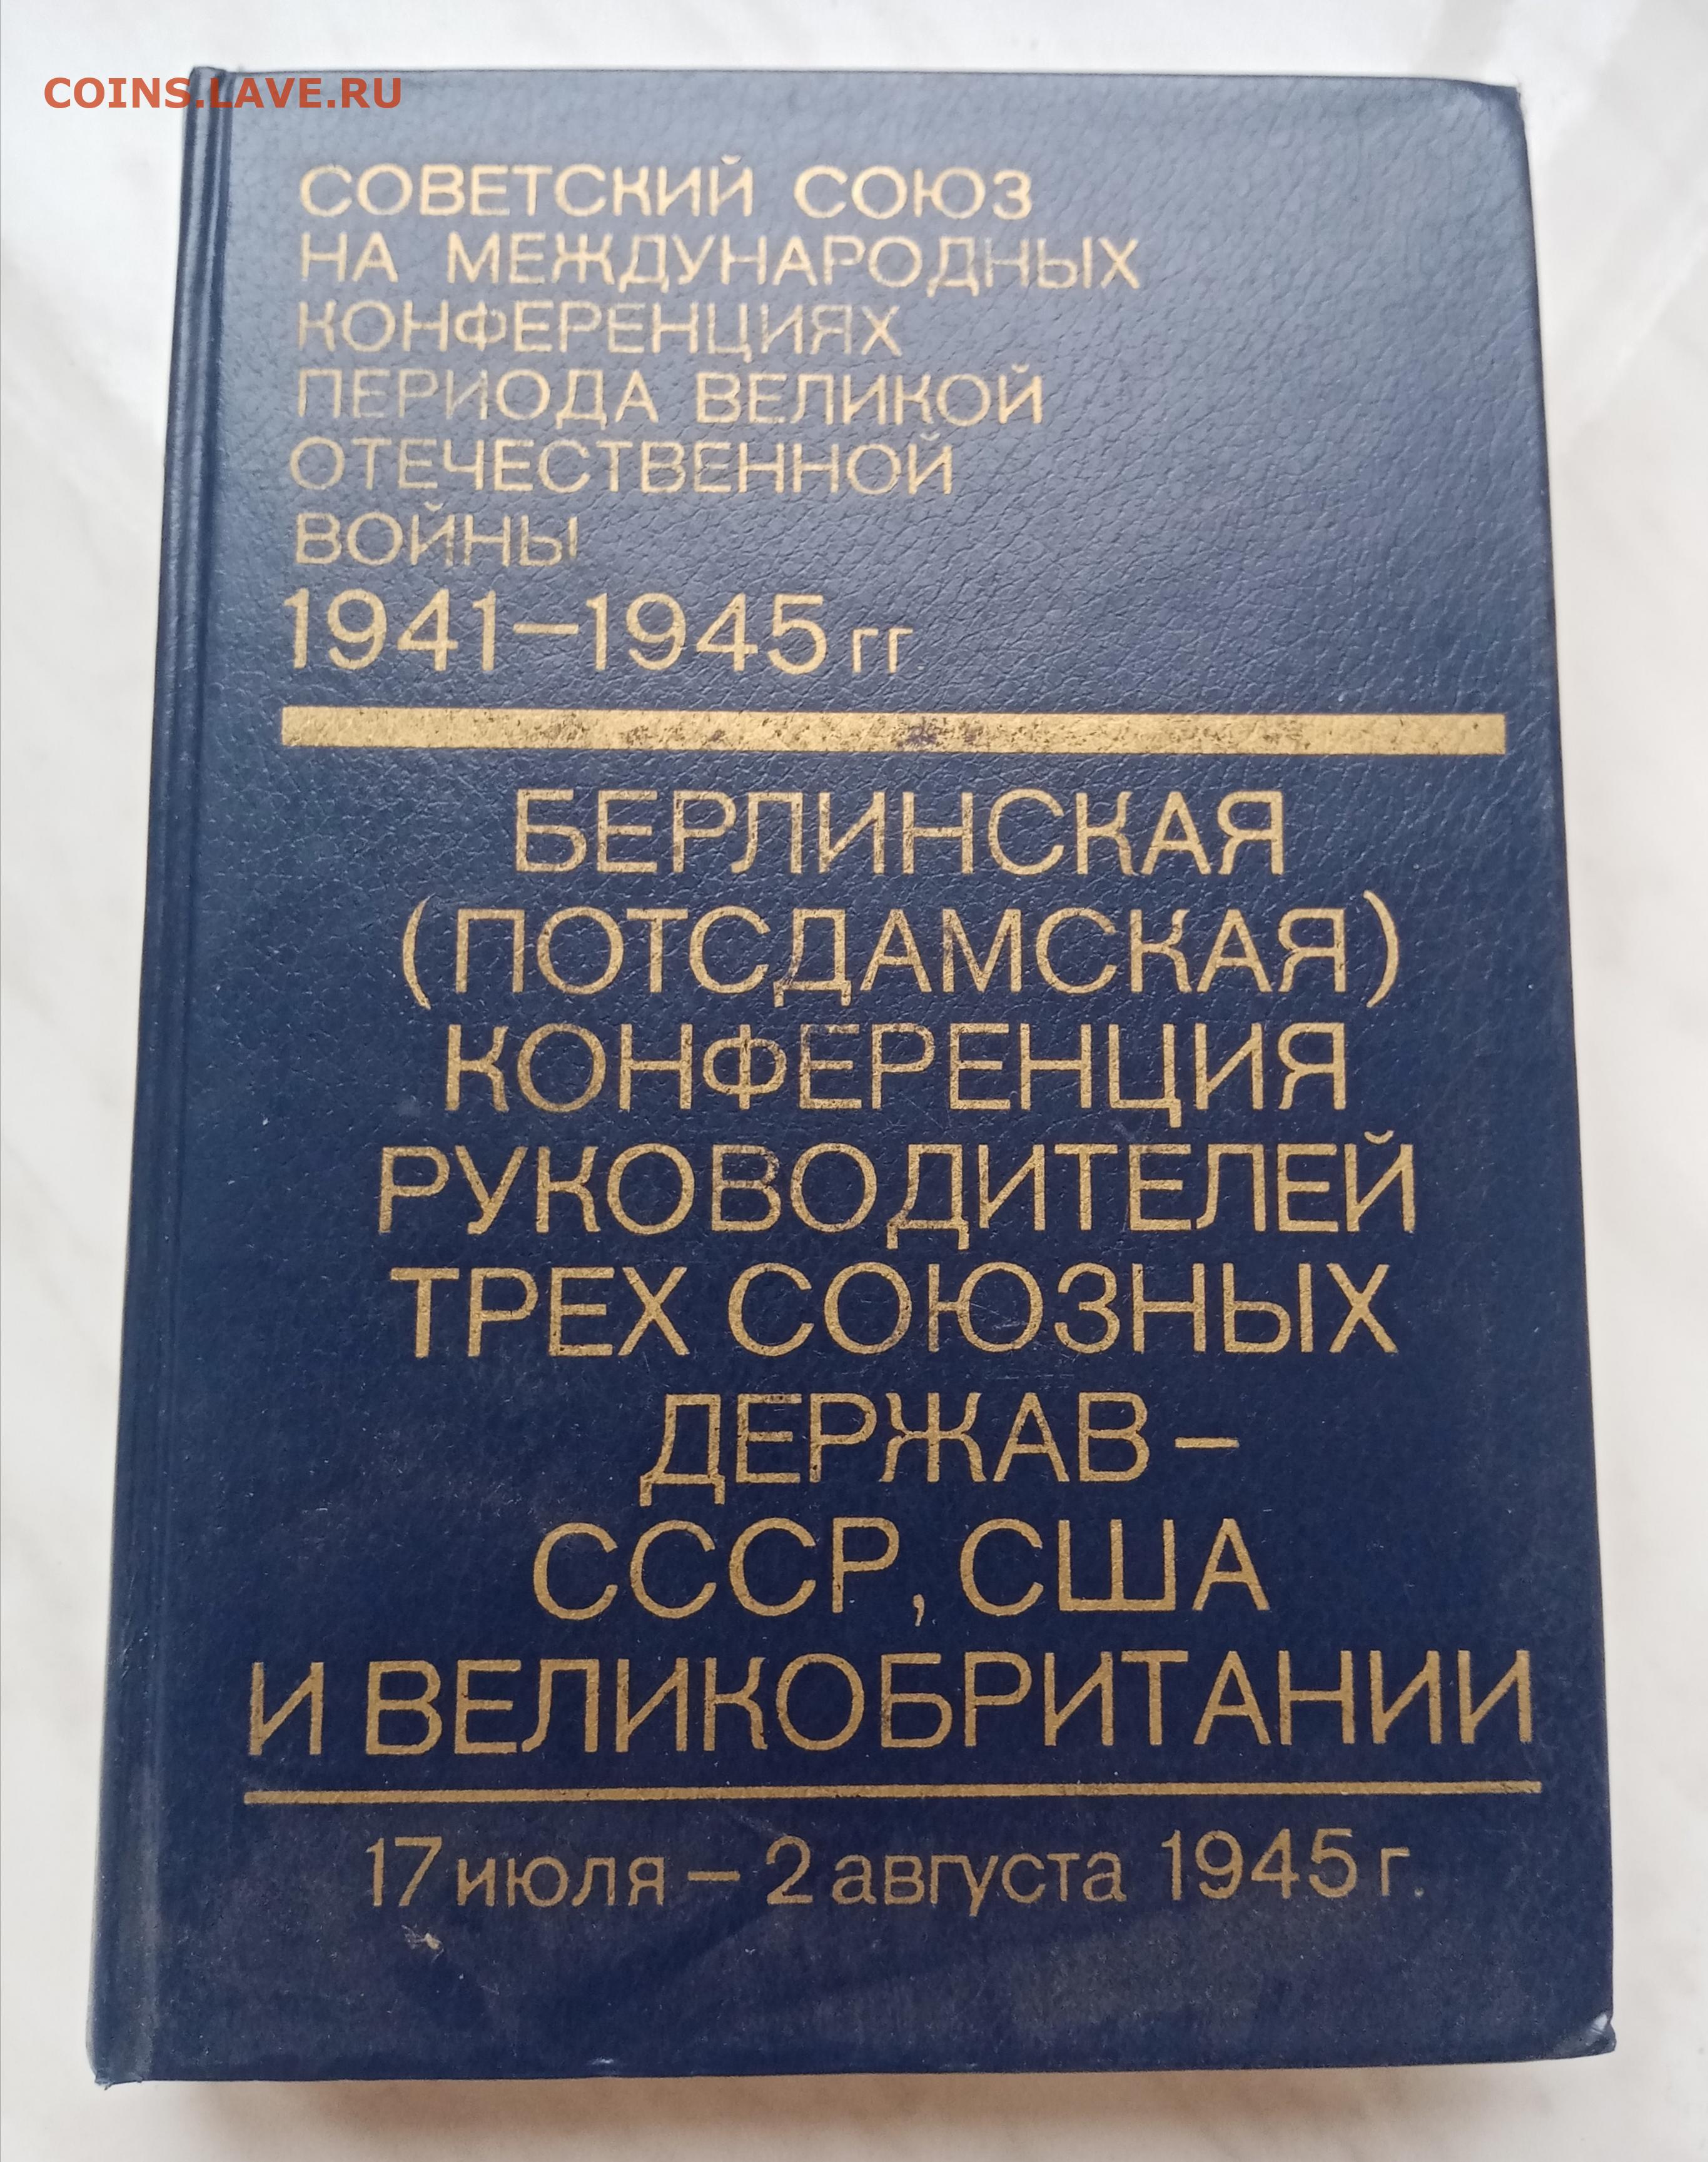 COINS.LAVE.RU
СОВЕТСКИЙ СОЮЗ
НА МЕЖДУНАРОДНЫХ
КОНФЕРЕНЦИЯХ
ПЕРИОДА ВЕЛИКОЙ
ОТЕЧЕСТВЕННОЙ
ВОЙНЫ
1941–1945 гг.
БЕРЛИНСКАЯ
(ПОТСДАМСКАЯ)
КОНФЕРЕНЦИЯ
РУКОВОДИТЕЛЕЙ
ТРЕХ СОЮЗНЫХ
ДЕРЖАВ –
СССР, США
И ВЕЛИКОБРИТАНИИ
17 июля – 2 августа 1945 г.